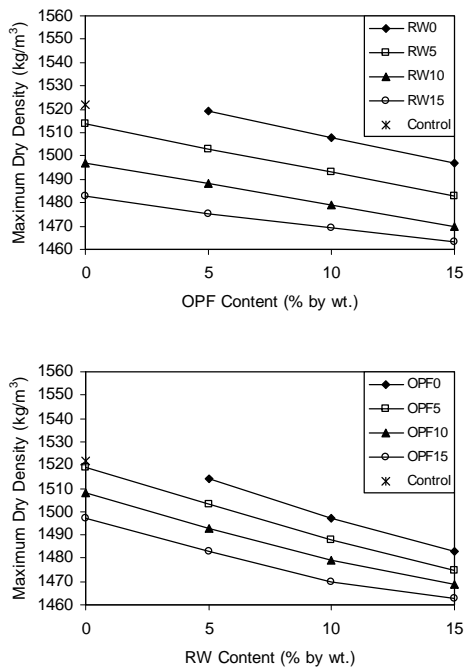 Maximum Dry Density (kg/m³)
1560
1550
1540
1530
1520
1510
1500
1490
1480
1470
1460
0 5 10 15
OPF Content (% by wt.)
RW0
RW5
RW10
RW15
Control
Maximum Dry Density (kg/m³)
1560
1550
1540
1530
1520
1510
1500
1490
1480
1470
1460
0 5 10 15
RW Content (% by wt.)
OPF0
OPF5
OPF10
OPF15
Control